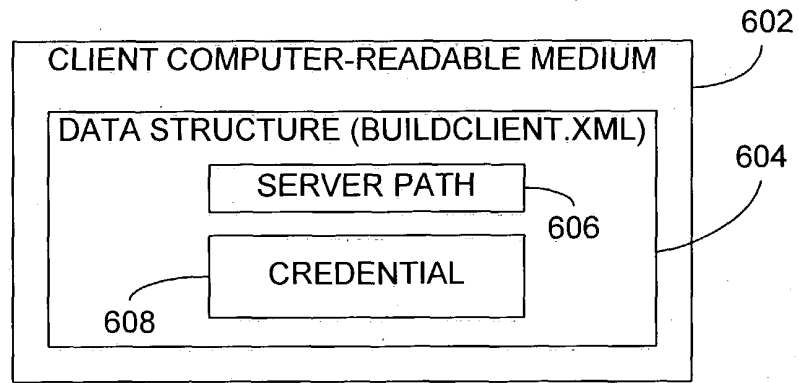 602
CLIENT COMPUTER-READABLE MEDIUM
DATA STRUCTURE (BUILDCLIENT.XML)
604
SERVER PATH
606
CREDENTIAL
608